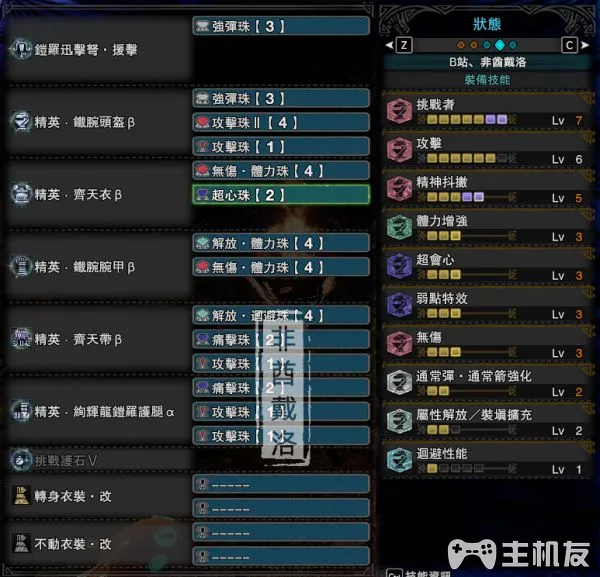 鎧羅迅擊弩・援擊
強彈珠【3】
精英・鐵腕頭盔β
強彈珠【3】
攻擊珠Ⅱ【4】
攻擊珠【1】
精英・齊天衣β
無傷・體力珠【4】
超心珠【2】
精英・鐵腕腕甲β
解放・體力珠【4】
無傷・體力珠【4】
精英・齊天帶β
解放・迴避珠【4】
痛擊珠【2】
攻擊珠【1】
精英・絢輝龍鎧羅護腿α
痛擊珠【2】
攻擊珠【1】
攻擊珠【1】
挑戰護石Ⅴ
轉身衣裝・改
-----
-----
不動衣裝・改
-----
-----
非酋戴洛
狀態
Z
C
B站、非酋戴洛
裝備技能
挑戰者
Lv 7
攻擊
Lv 6
精神抖擻
Lv 5
體力增強
Lv 3
超會心
Lv 3
弱點特效
Lv 3
無傷
Lv 3
通常彈・通常箭強化
Lv 2
屬性解放／裝填擴充
Lv 2
迴避性能
Lv 1
技能資訊
主机友